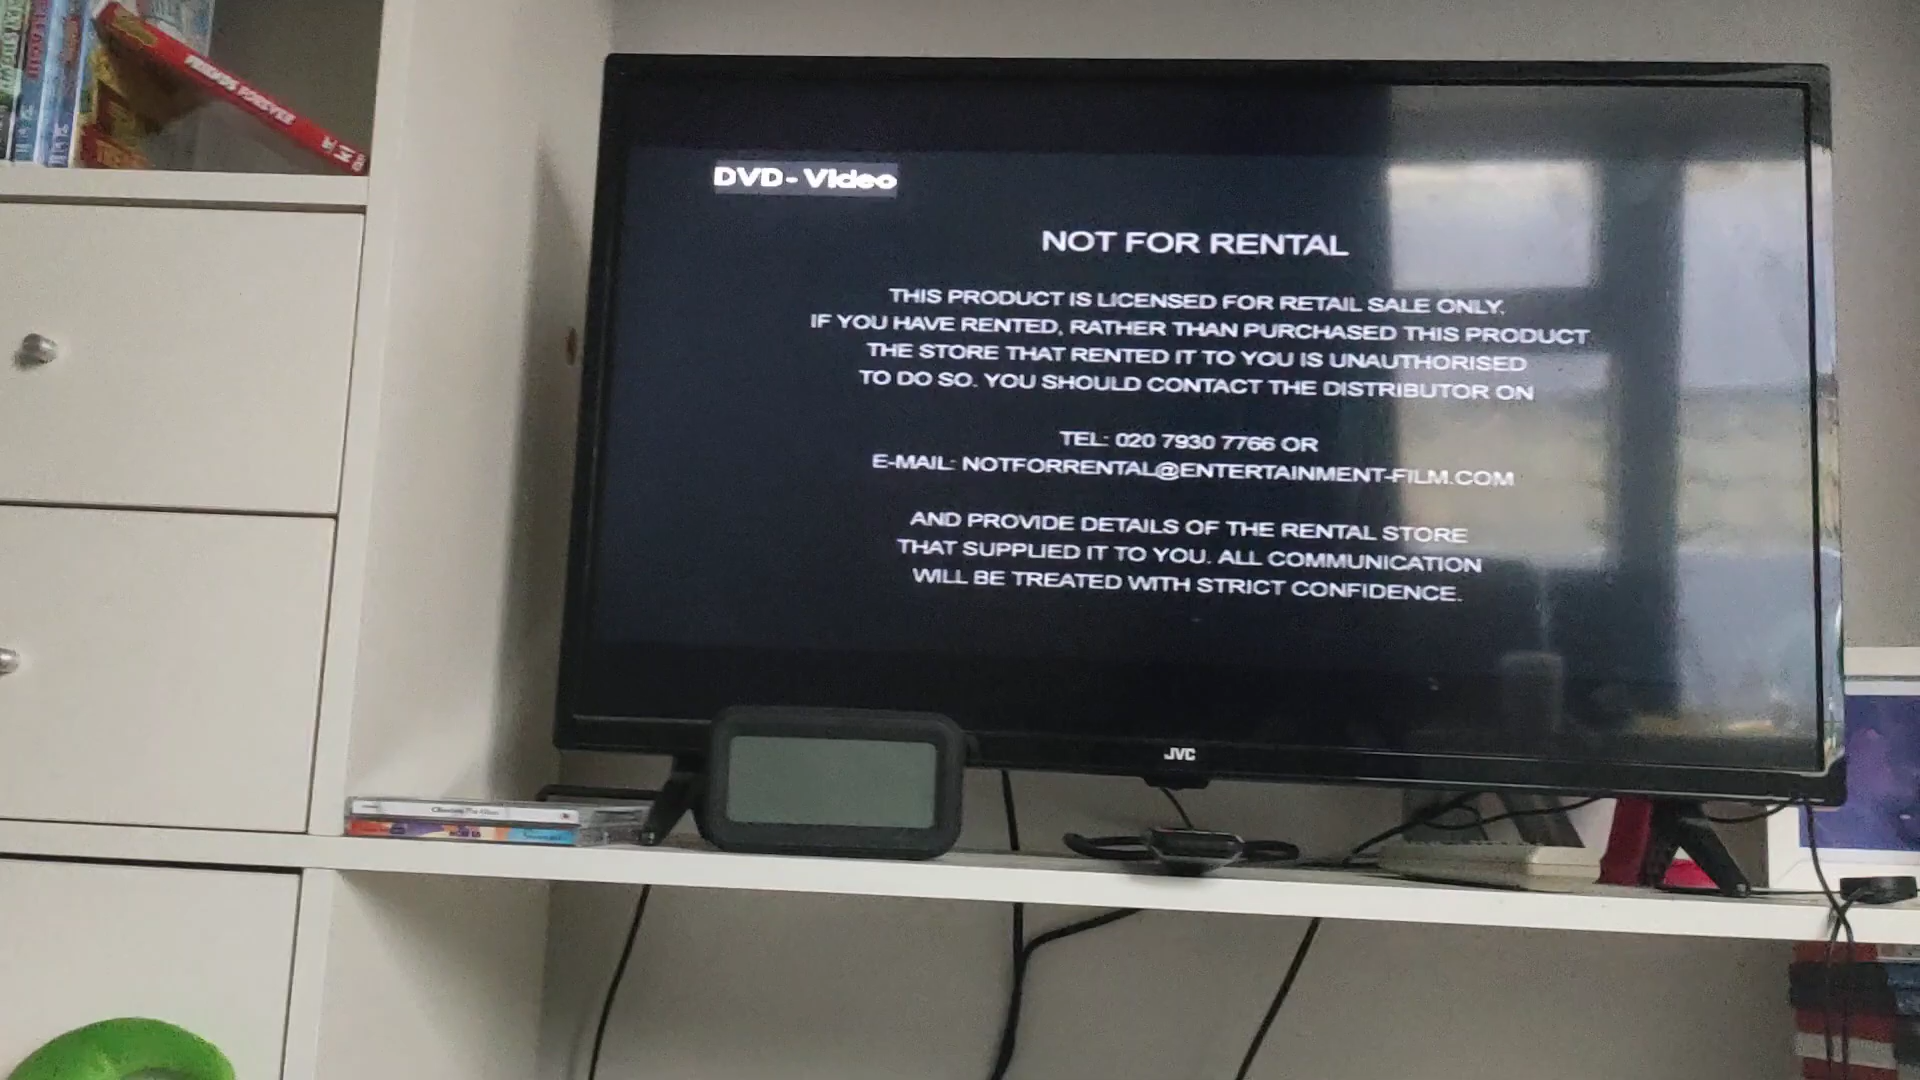 FRIENDS FOREVER
DVD-Video
NOT FOR RENTAL
THIS PRODUCT IS LICENSED FOR RETAIL SALE ONLY.
IF YOU HAVE RENTED, RATHER THAN PURCHASED THIS PRODUCT
THE STORE THAT RENTED IT TO YOU IS UNAUTHORISED
TO DO SO. YOU SHOULD CONTACT THE DISTRIBUTOR ON
TEL: 020 7930 7766 OR
E-MAIL: NOTFORRENTAL@ENTERTAINMENT-FILM.COM
AND PROVIDE DETAILS OF THE RENTAL STORE
THAT SUPPLIED IT TO YOU. ALL COMMUNICATION
WILL BE TREATED WITH STRICT CONFIDENCE.
JVC